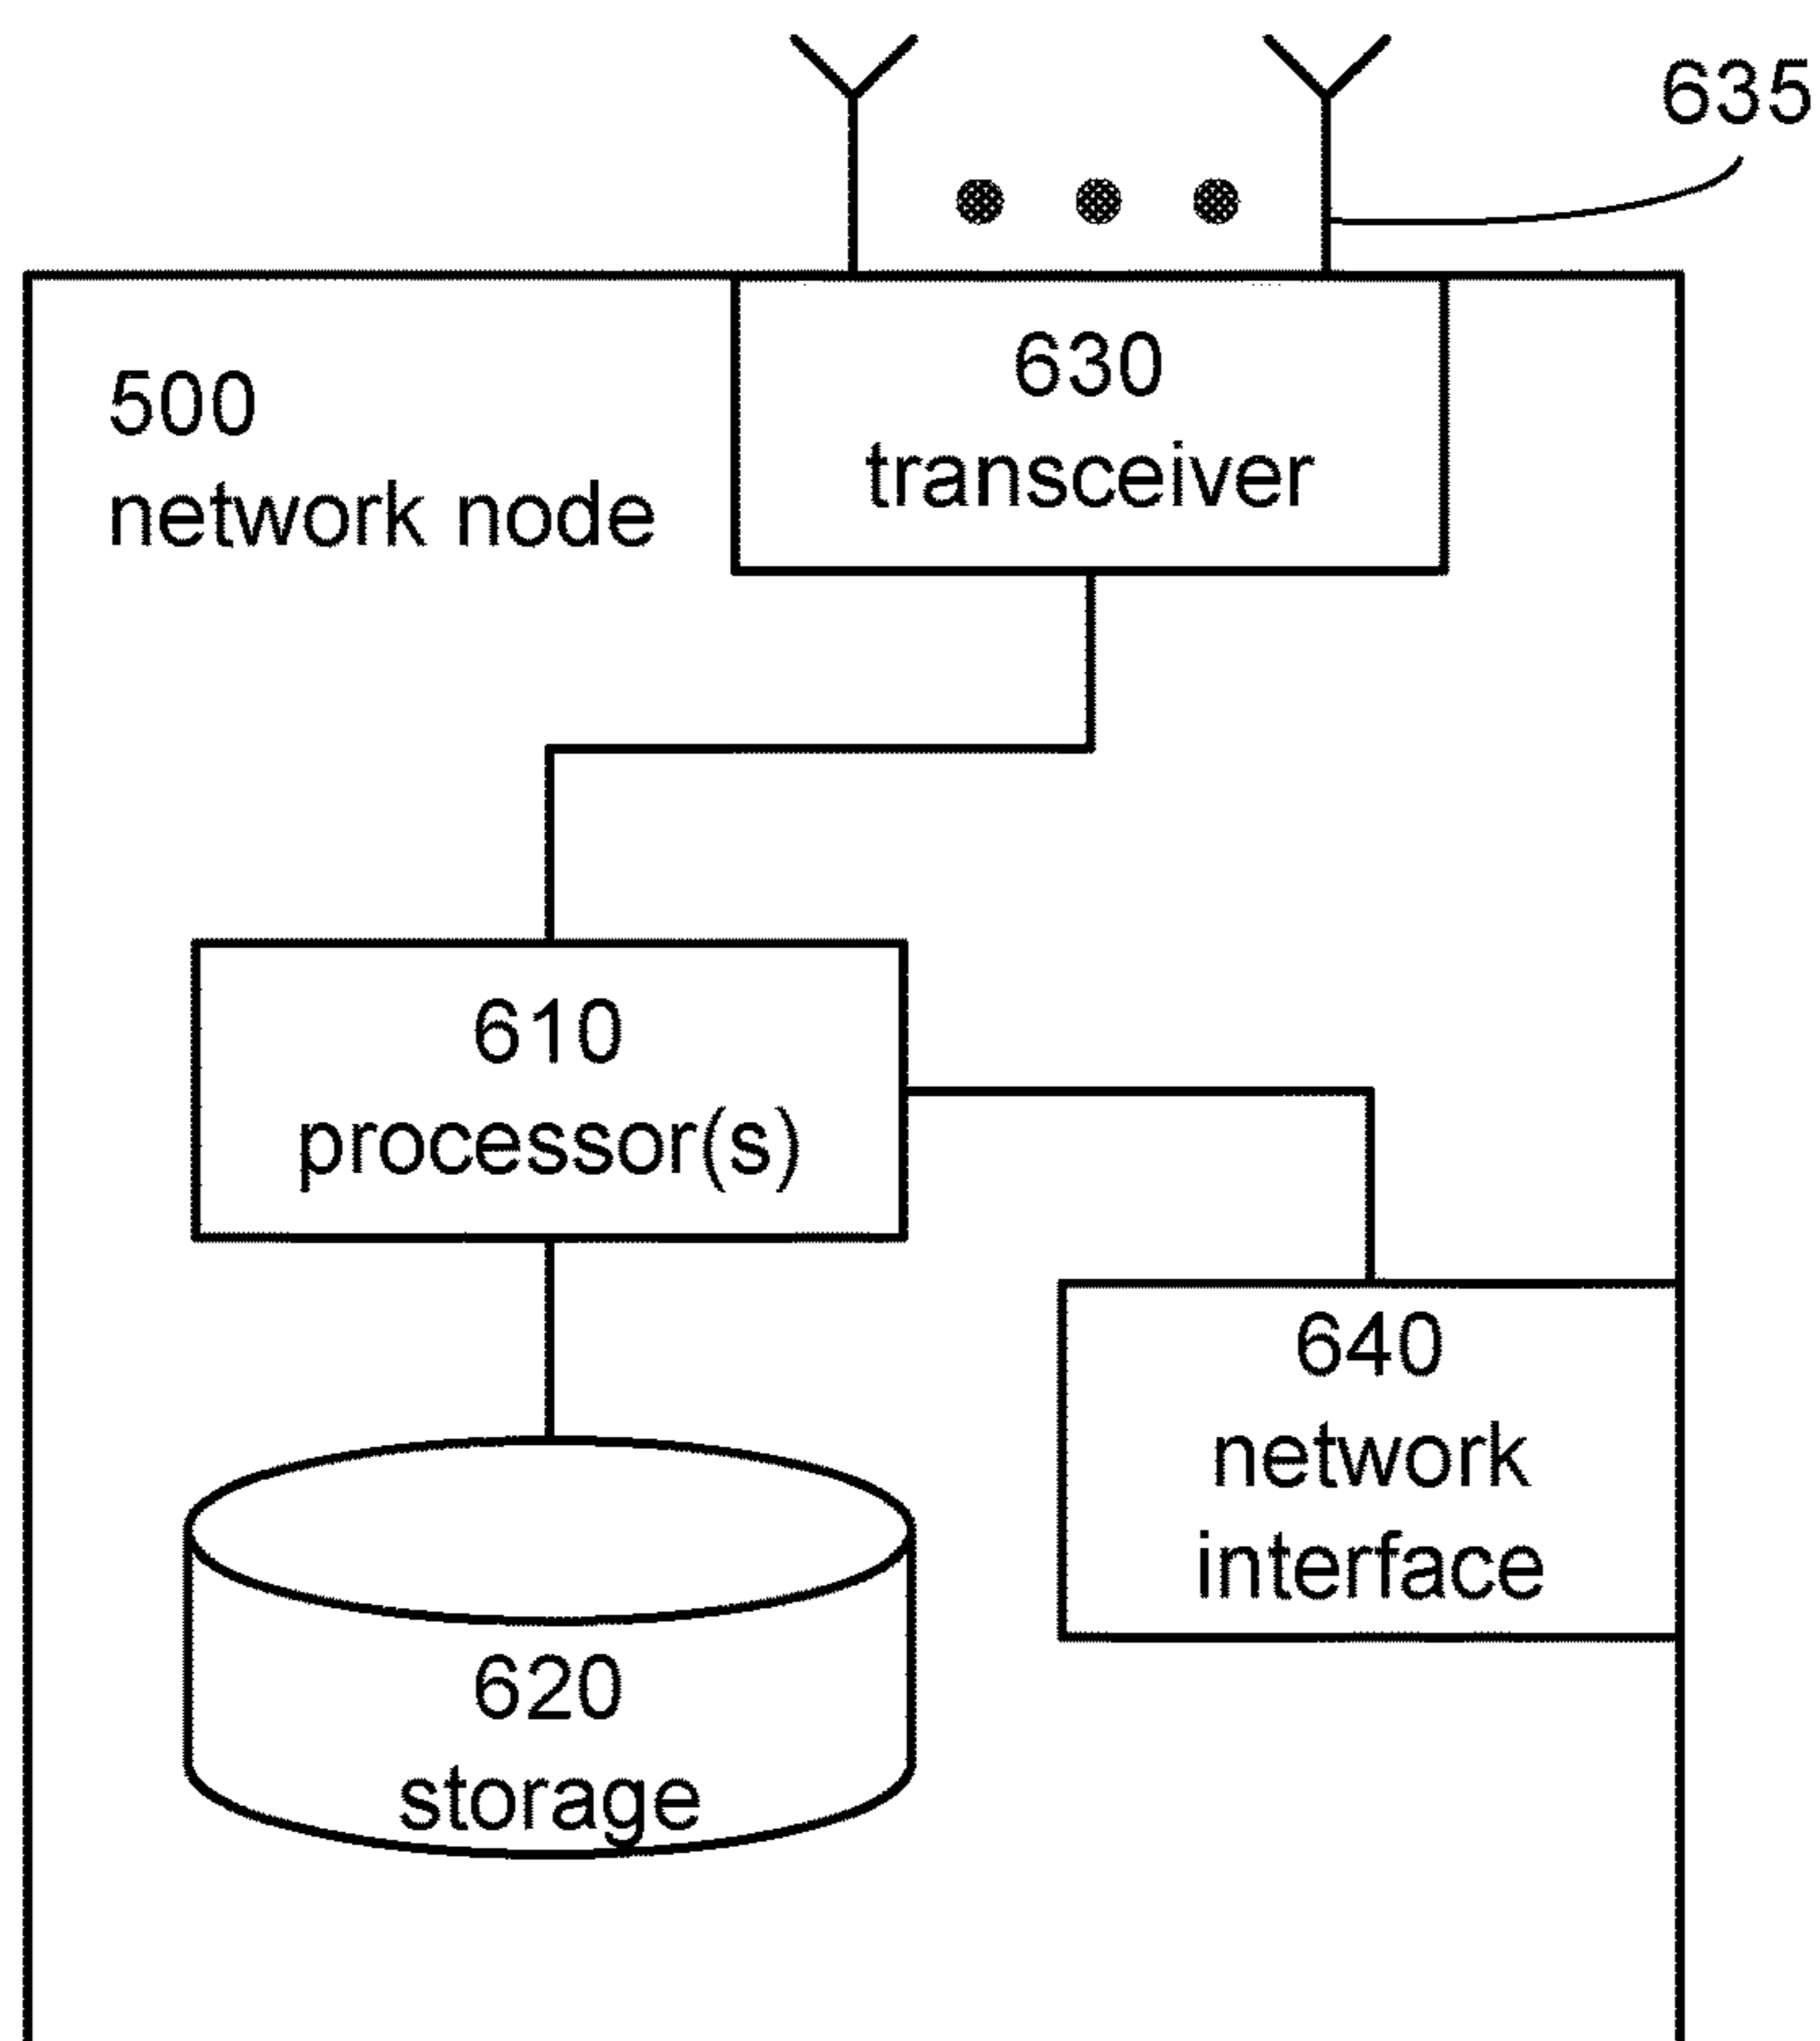 635
500
network node
630
transceiver
610
processor(s)
640
network
interface
620
storage